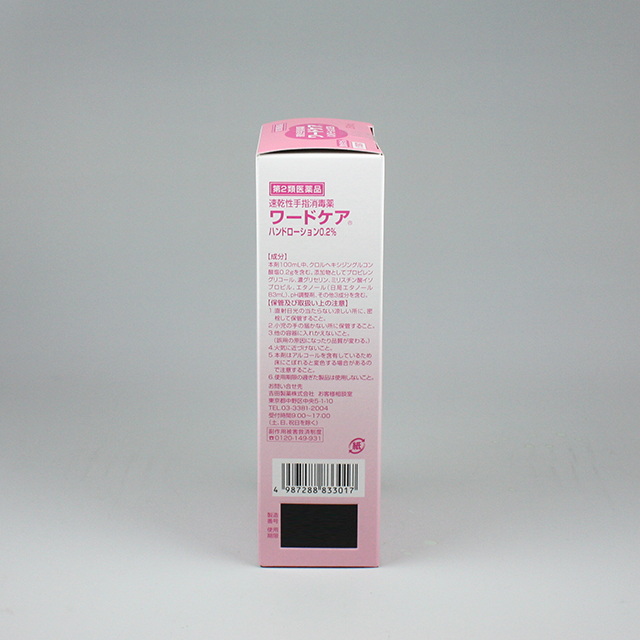 第2類医薬品
速乾性手指消毒薬
ワードケア®
ハンドローション0.2%
【成分】
本剤100mL中、クロルヘキシジングルコン
酸塩0.2gを含む。添加物としてプロピレン
グリコール、濃グリセリン、ミリスチン酸イソ
プロピル、エタノール(日局エタノール
83mL)、pH調整剤、その他3成分を含む。
【保管及び取扱い上の注意】
1.直射日光の当たらない涼しい所に、密
栓して保管すること。
2.小児の手の届かない所に保管すること。
3.他の容器に入れかえないこと。
(誤用の原因になったり品質が変わる。)
4.火気に近づけないこと。
5.本剤はアルコールを含有しているため
床にこぼれると変色する場合があるの
で注意すること。
6.使用期限の過ぎた製品は使用しないこと。
お問い合せ先
吉田製薬株式会社 お客様相談室
東京都中野区中央5-1-10
TEL.03-3381-2004
受付時間9:00~17:00
(土、日、祝日を除く)
副作用被害救済制度
☎0120-149-931
紙
4 987288 833017
製造
番号
使用
期限